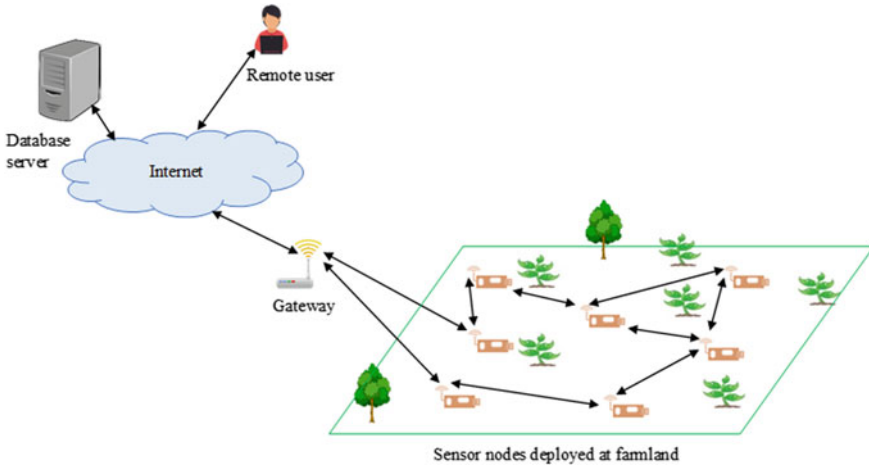 Remote user
Database
server
Internet
Gateway
Sensor nodes deployed at farmland